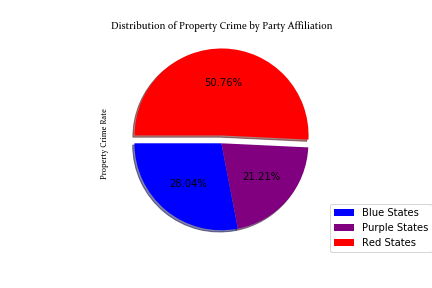 Distribution of Property Crime by Party Affiliation
50.76%
Property Crime Rate
28.04%
21.21%
Blue States
Purple States
Red States